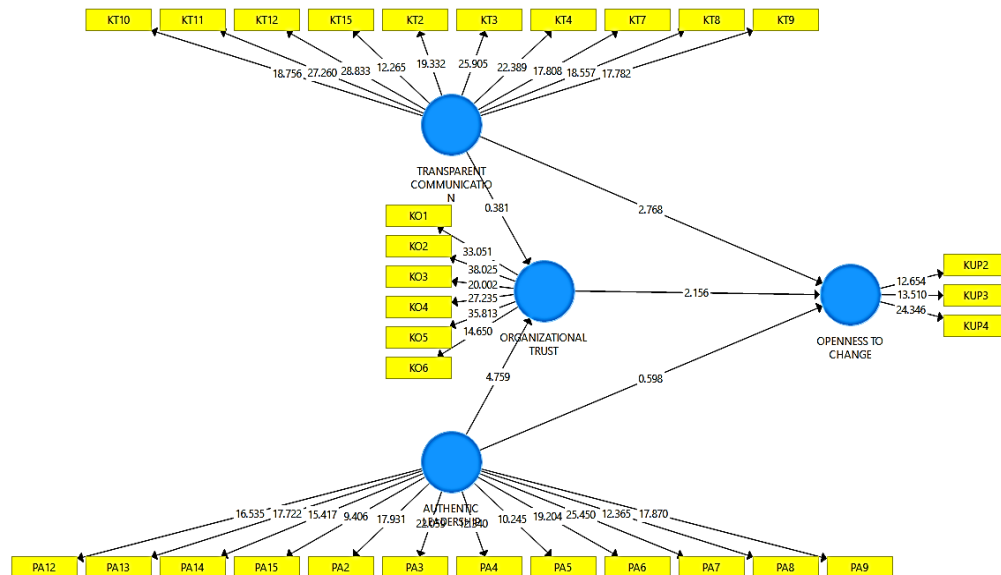 KT10 KT11 KT12 KT15 KT2 KT3 KT4 KT7 KT8 KT9
18.756 27.260 28.833 12.265 19.332 25.905 22.389 17.808 18.557 17.782
TRANSPARENT
COMMUNICATIO
N
0.381
2.768
KO1
KO2
KO3
KO4
KO5
KO6
33.051
38.025
20.002
27.235
35.813
14.650
ORGANIZATIONAL
TRUST
2.156
4.759
0.598
OPENNESS TO
CHANGE
12.654
13.510
24.346
KUP2
KUP3
KUP4
AUTHENTIC
LEADERSHIP
16.535 17.722 15.417 9.406 17.931 10.245 19.204 25.450 12.365 17.870
PA12 PA13 PA14 PA15 PA2 PA3 PA4 PA5 PA6 PA7 PA8 PA9